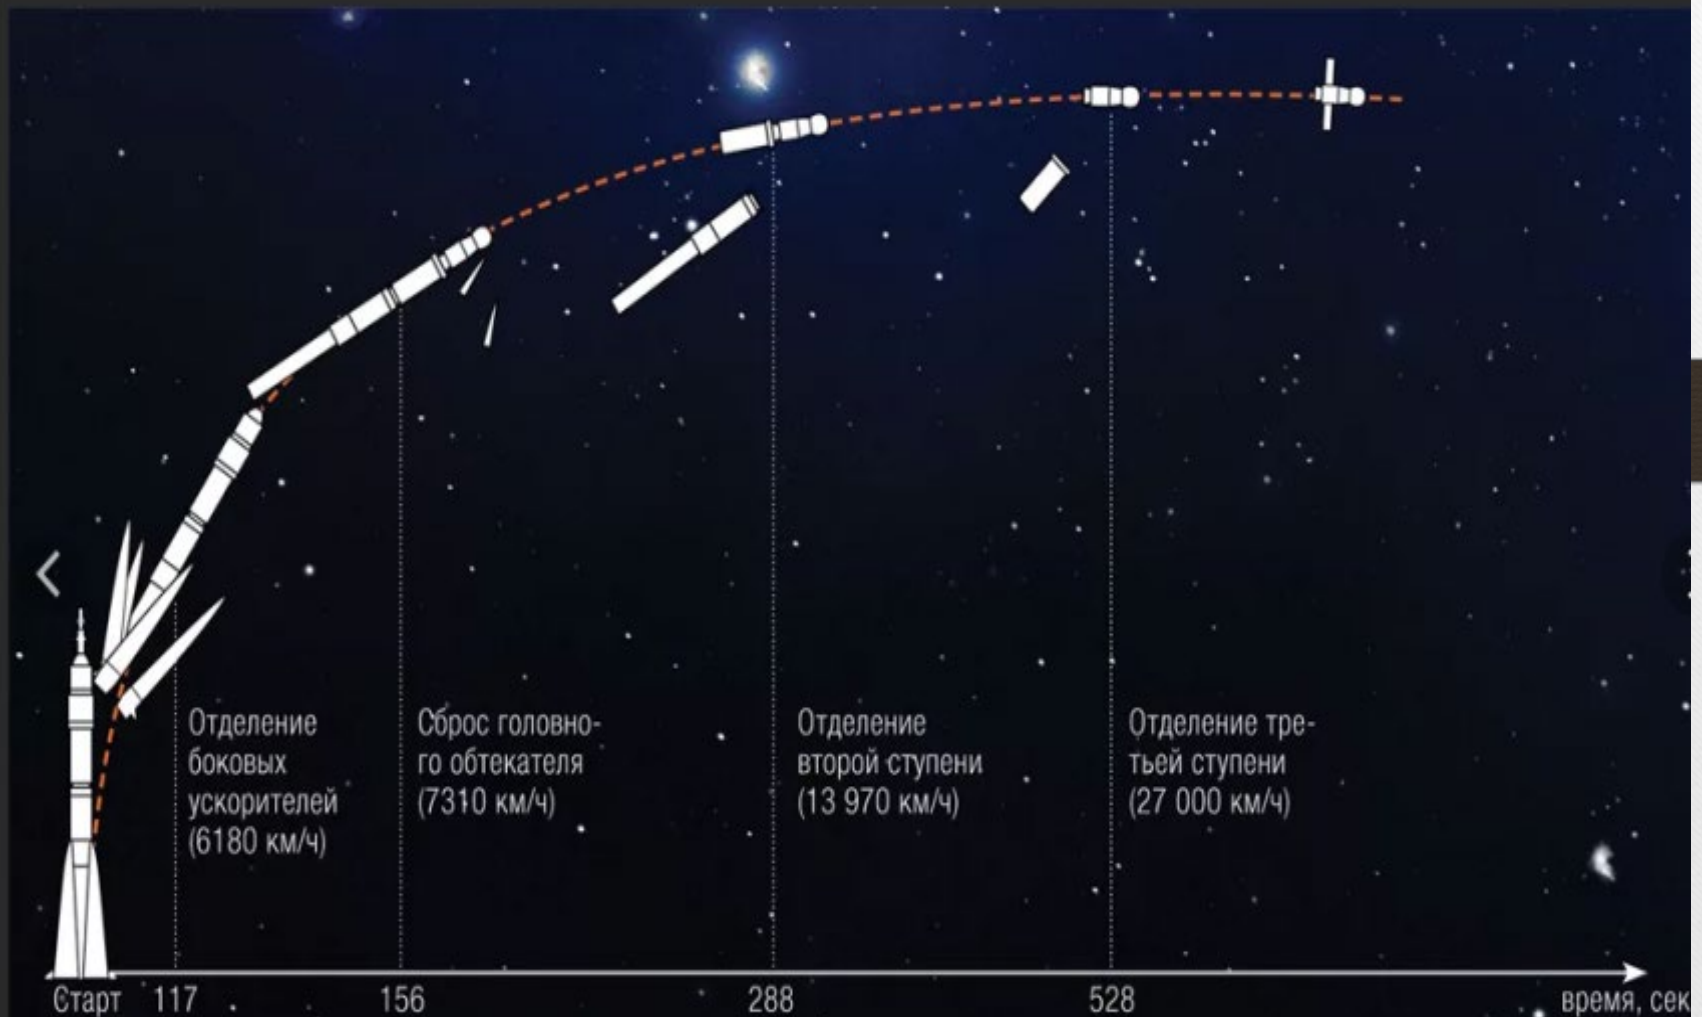 Отделение
боковых
ускорителей
(6180 км/ч)
Сброс головно-
го обтекателя
(7310 км/ч)
Отделение
второй ступени
(13 970 км/ч)
Отделение тре-
тьей ступени
(27 000 км/ч)
Старт 117 156 288 528 время, сек